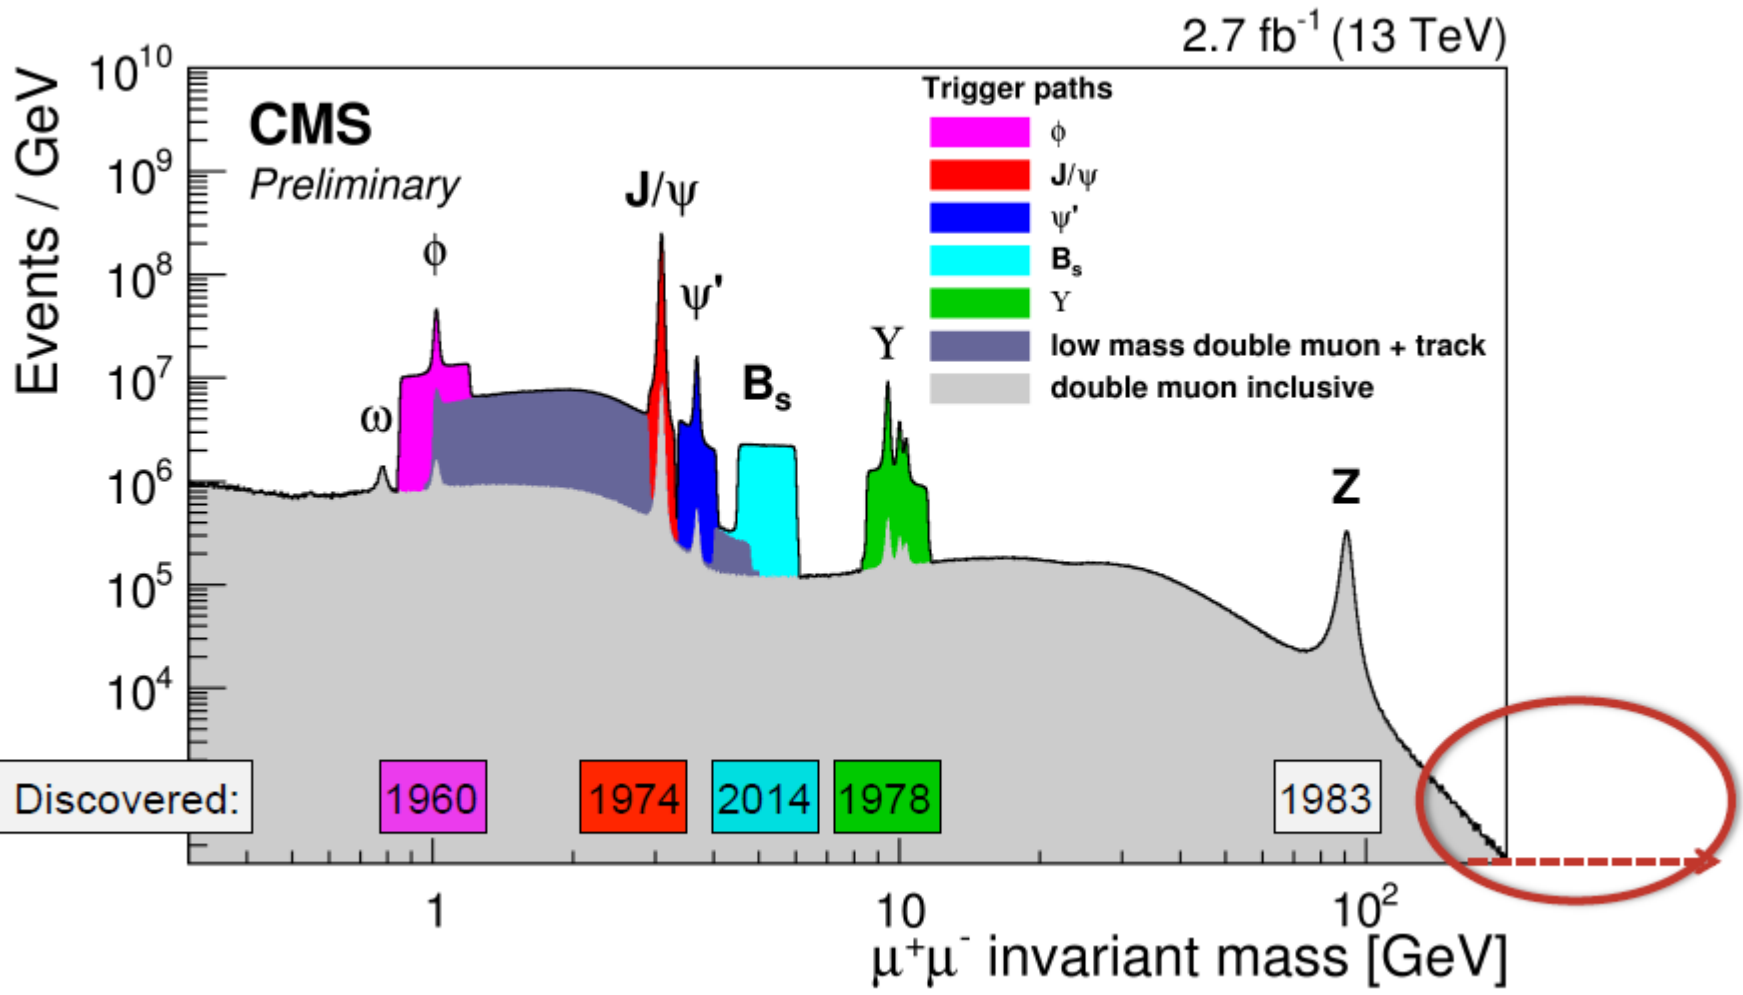 2.7 fb⁻¹ (13 TeV)
Events / GeV
10¹⁰
10⁹
10⁸
10⁷
10⁶
10⁵
10⁴
CMS
Preliminary
Trigger paths
ϕ
J/ψ
ψ'
Bₛ
Υ
low mass double muon + track
double muon inclusive
ω
ϕ
J/ψ
ψ'
Bₛ
Υ
Z
Discovered:
1960
1974
2014
1978
1983
1
10
10²
μ⁺μ⁻ invariant mass [GeV]